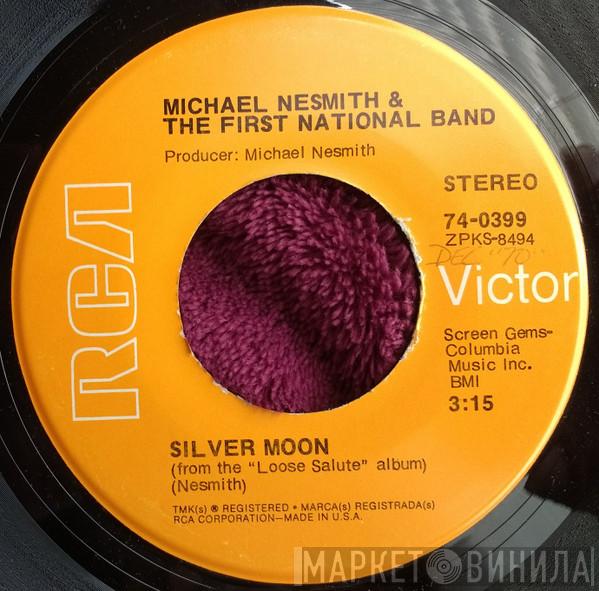 MICHAEL NESMITH &
THE FIRST NATIONAL BAND
Producer: Michael Nesmith
RCA
STEREO
74-0399
ZPKS-8494
DEC "70"
Victor
Screen Gems-
Columbia
Music Inc.
BMI
3:15
SILVER MOON
(from the "Loose Salute" album)
(Nesmith)
TMK(s) ® REGISTERED • MARCA(s) REGISTRADA(s)
RCA CORPORATION—MADE IN U.S.A.
МАРКЕТ ВИНИЛА